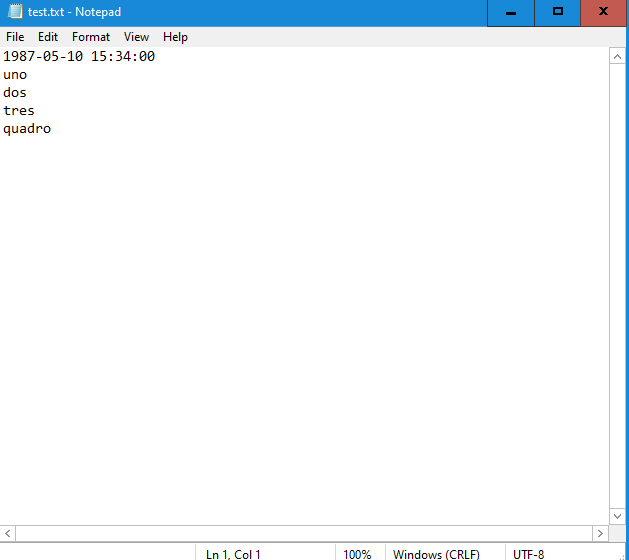 test.txt - Notepad
File Edit Format View Help
1987-05-10 15:34:00
uno
dos
tres
quadro
Ln 1, Col 1 100% Windows (CRLF) UTF-8